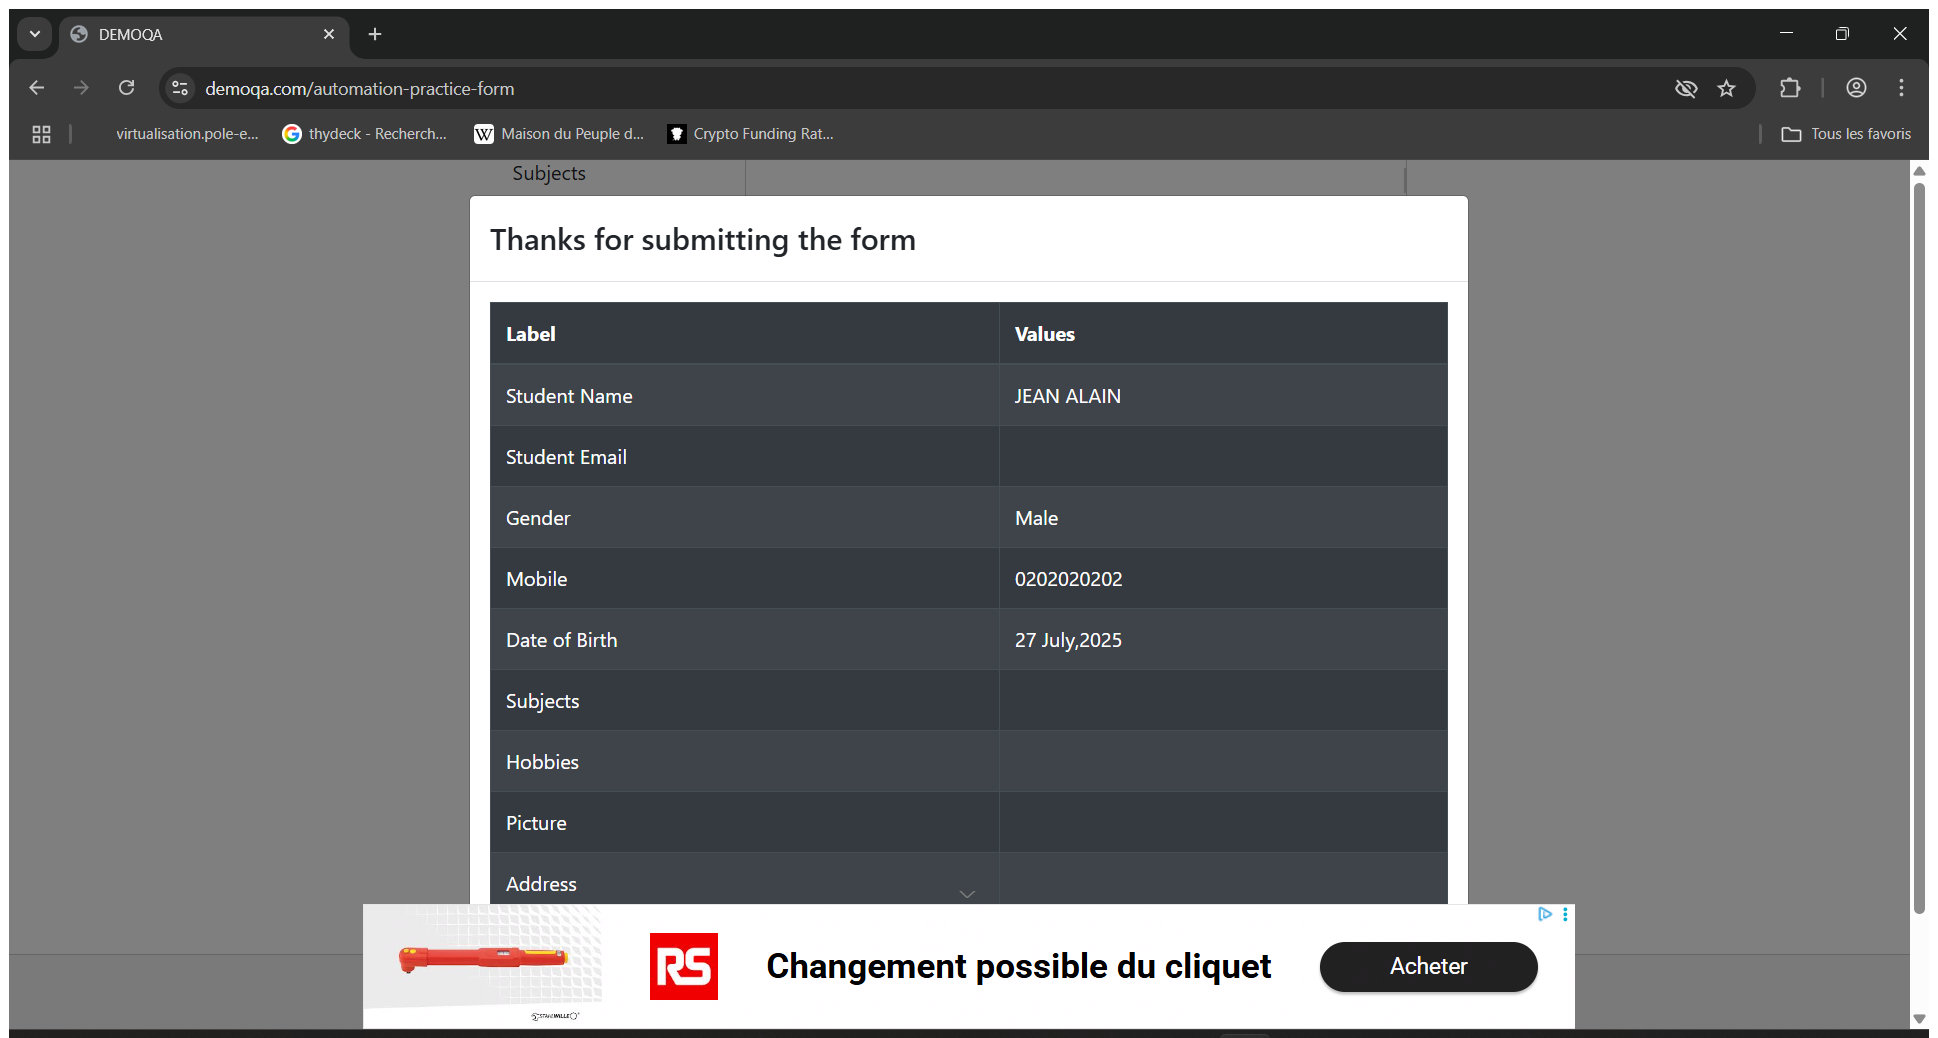 DEMOQA
demoqa.com/automation-practice-form
virtualisation.pole-e...
thydeck - Recherch...
Maison du Peuple d...
Crypto Funding Rat...
Tous les favoris
Subjects
Thanks for submitting the form
Label Values
Student Name JEAN ALAIN
Student Email
Gender Male
Mobile 0202020202
Date of Birth 27 July,2025
Subjects
Hobbies
Picture
Address
RS
Changement possible du cliquet
Acheter
STAHLWILLE